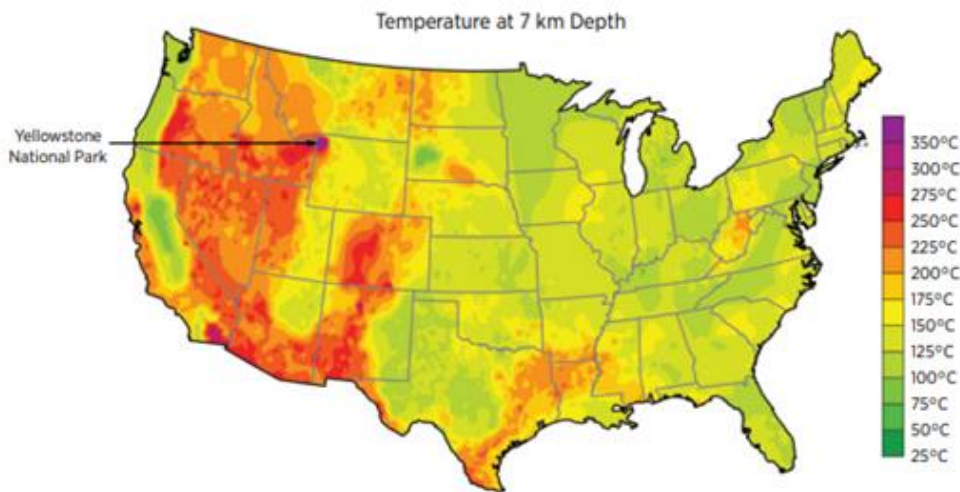 Temperature at 7 km Depth
Yellowstone
National Park
350°C
300°C
275°C
250°C
225°C
200°C
175°C
150°C
125°C
100°C
75°C
50°C
25°C